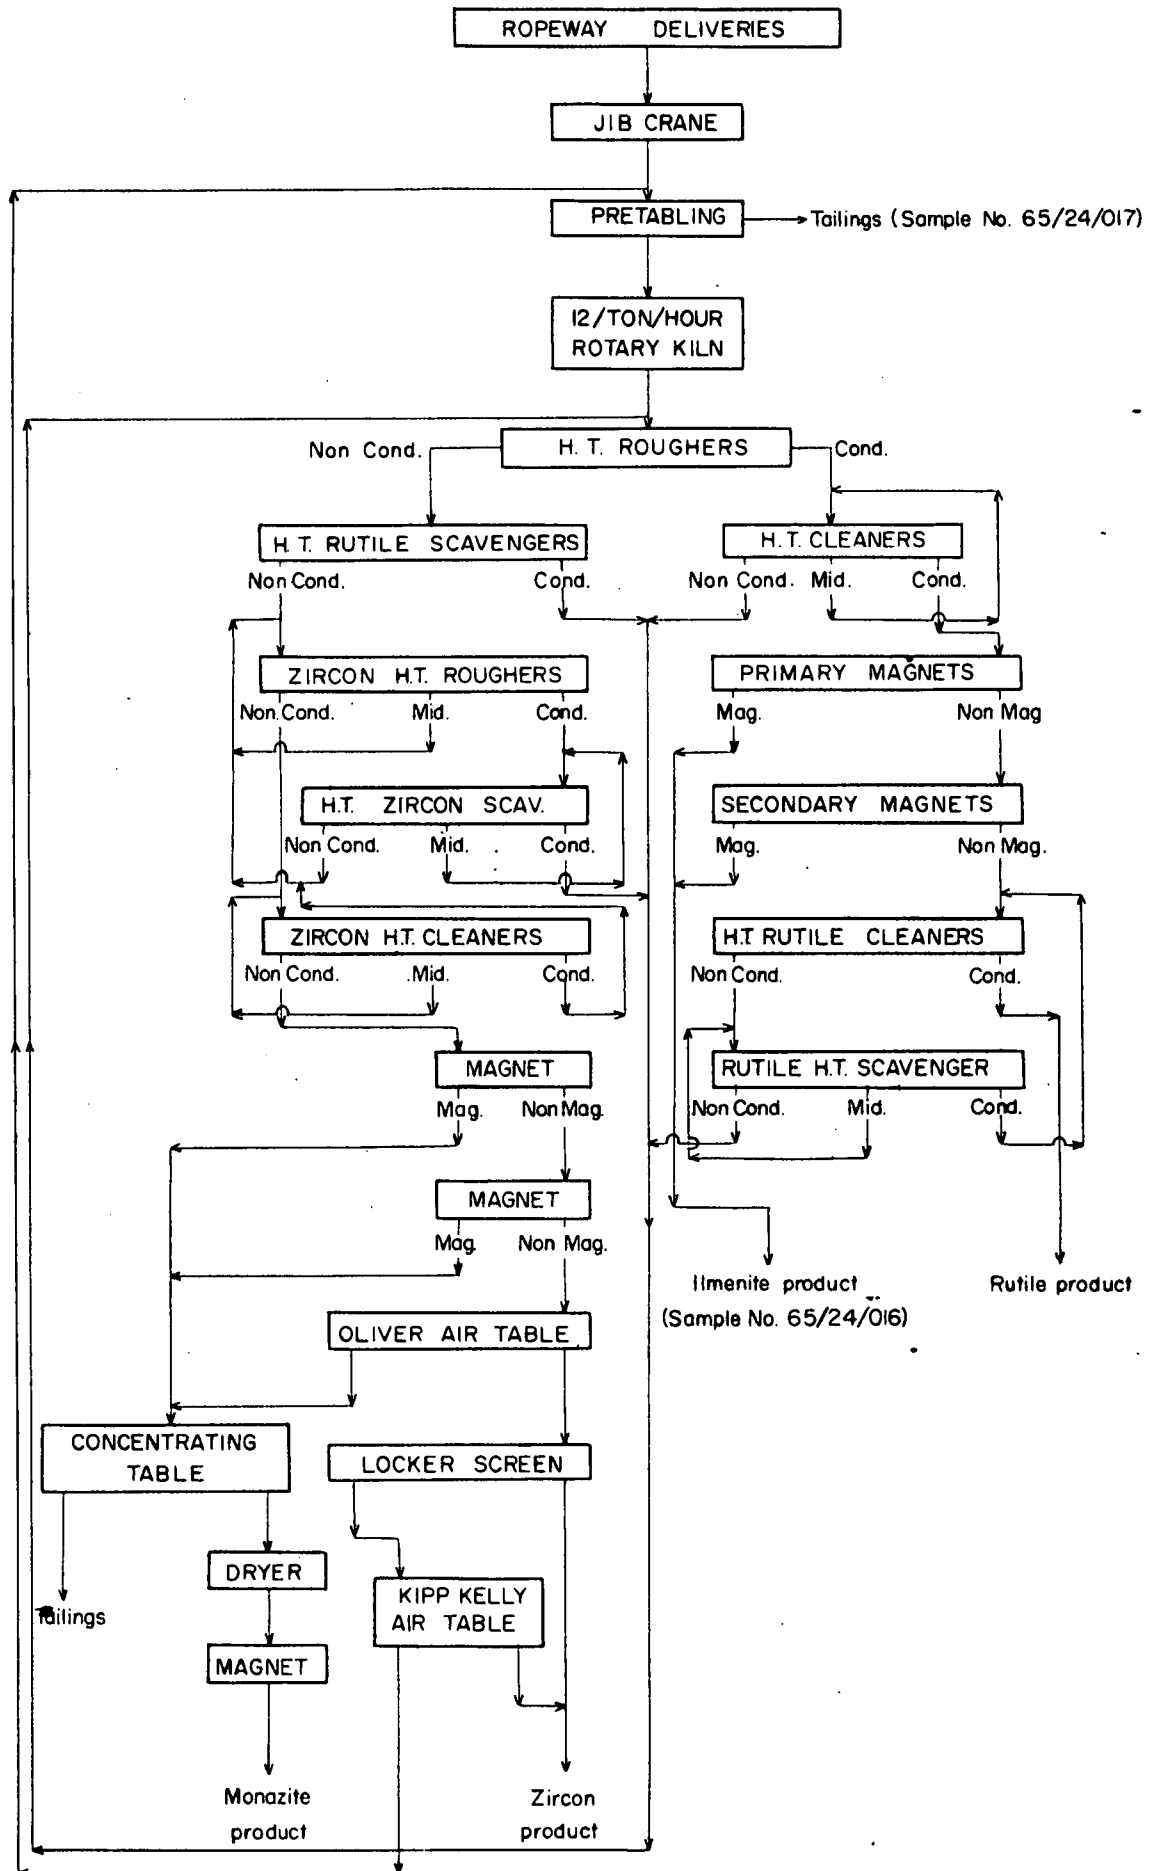 ROPEWAY DELIVERIES
JIB CRANE
PRETABLING
Tailings (Sample No. 65/24/017)
12/TON/HOUR
ROTARY KILN
Non Cond.
H. T. ROUGHERS
Cond.
H. T. RUTILE SCAVENGERS
H.T. CLEANERS
Non Cond.
Cond.
Non Cond.
Mid.
Cond.
ZIRCON H.T. ROUGHERS
PRIMARY MAGNETS
Non Cond.
Mid.
Cond.
Mag.
Non Mag
H.T. ZIRCON SCAV.
SECONDARY MAGNETS
Non Cond.
Mid.
Cond.
Mag.
Non Mag.
ZIRCON H.T. CLEANERS
H.T. RUTILE CLEANERS
Non Cond.
Mid.
Cond.
Non Cond.
Cond.
MAGNET
RUTILE H.T. SCAVENGER
Mag.
Non Mag.
Non Cond.
Mid.
Cond.
MAGNET
Mag.
Non Mag.
Ilmenite product
(Sample No. 65/24/016)
Rutile product
OLIVER AIR TABLE
CONCENTRATING
TABLE
LOCKER SCREEN
DRYER
KIPP KELLY
AIR TABLE
Tailings
MAGNET
Monazite
product
Zircon
product